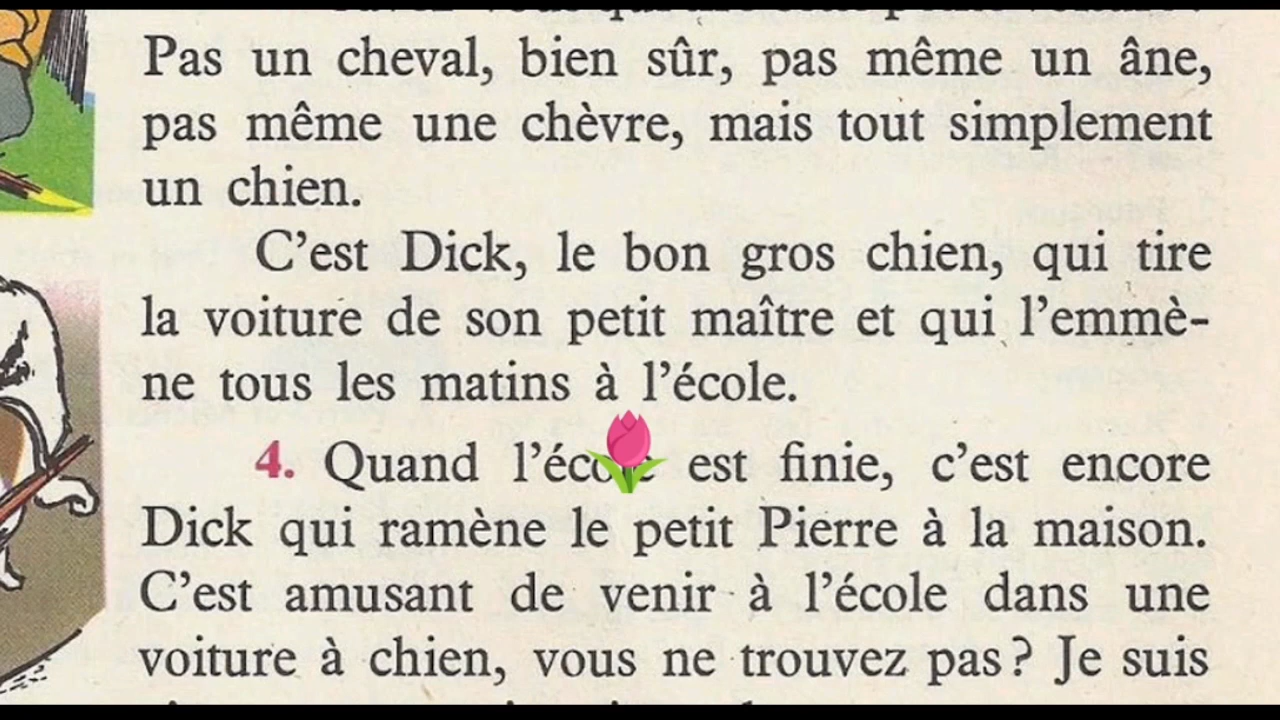 Pas un cheval, bien sûr, pas même un âne,
pas même une chèvre, mais tout simplement
un chien.
C’est Dick, le bon gros chien, qui tire
la voiture de son petit maître et qui l’emmè-
ne tous les matins à l’école.
4. Quand l’école est finie, c’est encore
Dick qui ramène le petit Pierre à la maison.
C’est amusant de venir à l’école dans une
voiture à chien, vous ne trouvez pas? Je suis